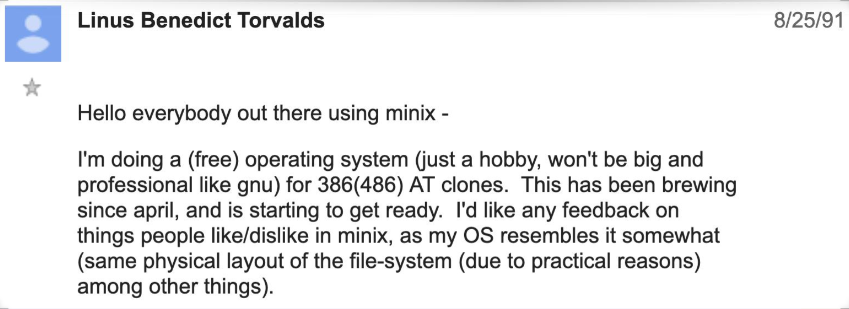 Linus Benedict Torvalds 8/25/91
Hello everybody out there using minix -
I'm doing a (free) operating system (just a hobby, won't be big and
professional like gnu) for 386(486) AT clones.  This has been brewing
since april, and is starting to get ready.  I'd like any feedback on
things people like/dislike in minix, as my OS resembles it somewhat
(same physical layout of the file-system (due to practical reasons)
among other things).